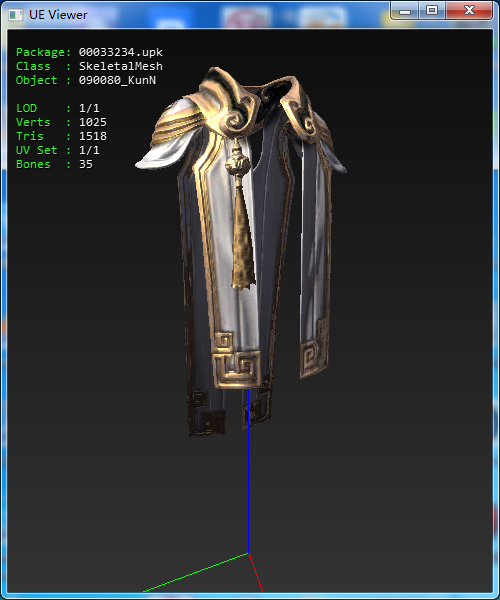 UE Viewer
Package: 00033234.upk
Class : SkeletalMesh
Object : 090080_KunN
LOD : 1/1
Verts : 1025
Tris : 1518
UV Set : 1/1
Bones : 35